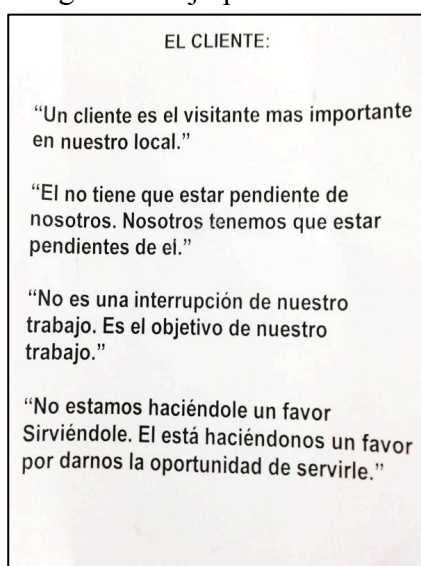 EL CLIENTE:
“Un cliente es el visitante mas importante
en nuestro local.”
“El no tiene que estar pendiente de
nosotros. Nosotros tenemos que estar
pendientes de el.”
“No es una interrupción de nuestro
trabajo. Es el objetivo de nuestro
trabajo.”
“No estamos haciéndole un favor
Sirviéndole. El está haciéndonos un favor
por darnos la oportunidad de servirle.”